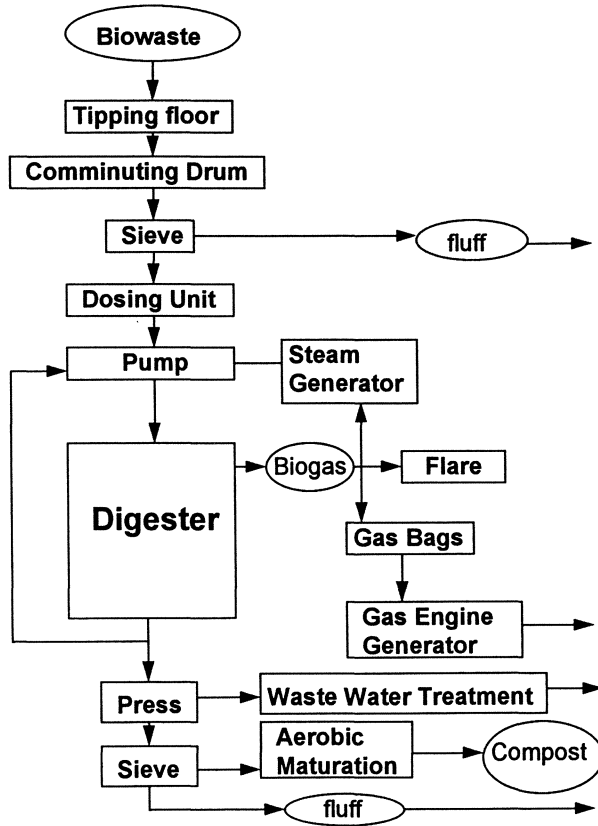 Biowaste
Tipping floor
Comminuting Drum
Sieve
fluff
Dosing Unit
Pump
Steam
Generator
Biogas
Flare
Digester
Gas Bags
Gas Engine
Generator
Press
Waste Water Treatment
Aerobic
Maturation
Compost
Sieve
fluff